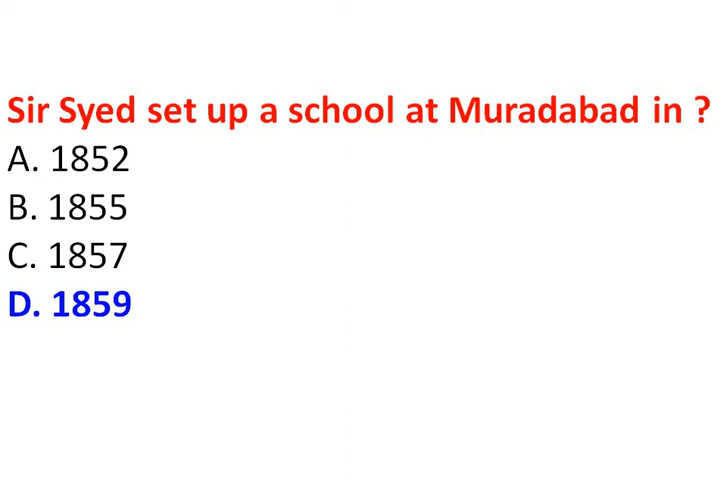 Sir Syed set up a school at Muradabad in ?
A. 1852
B. 1855
C. 1857
D. 1859